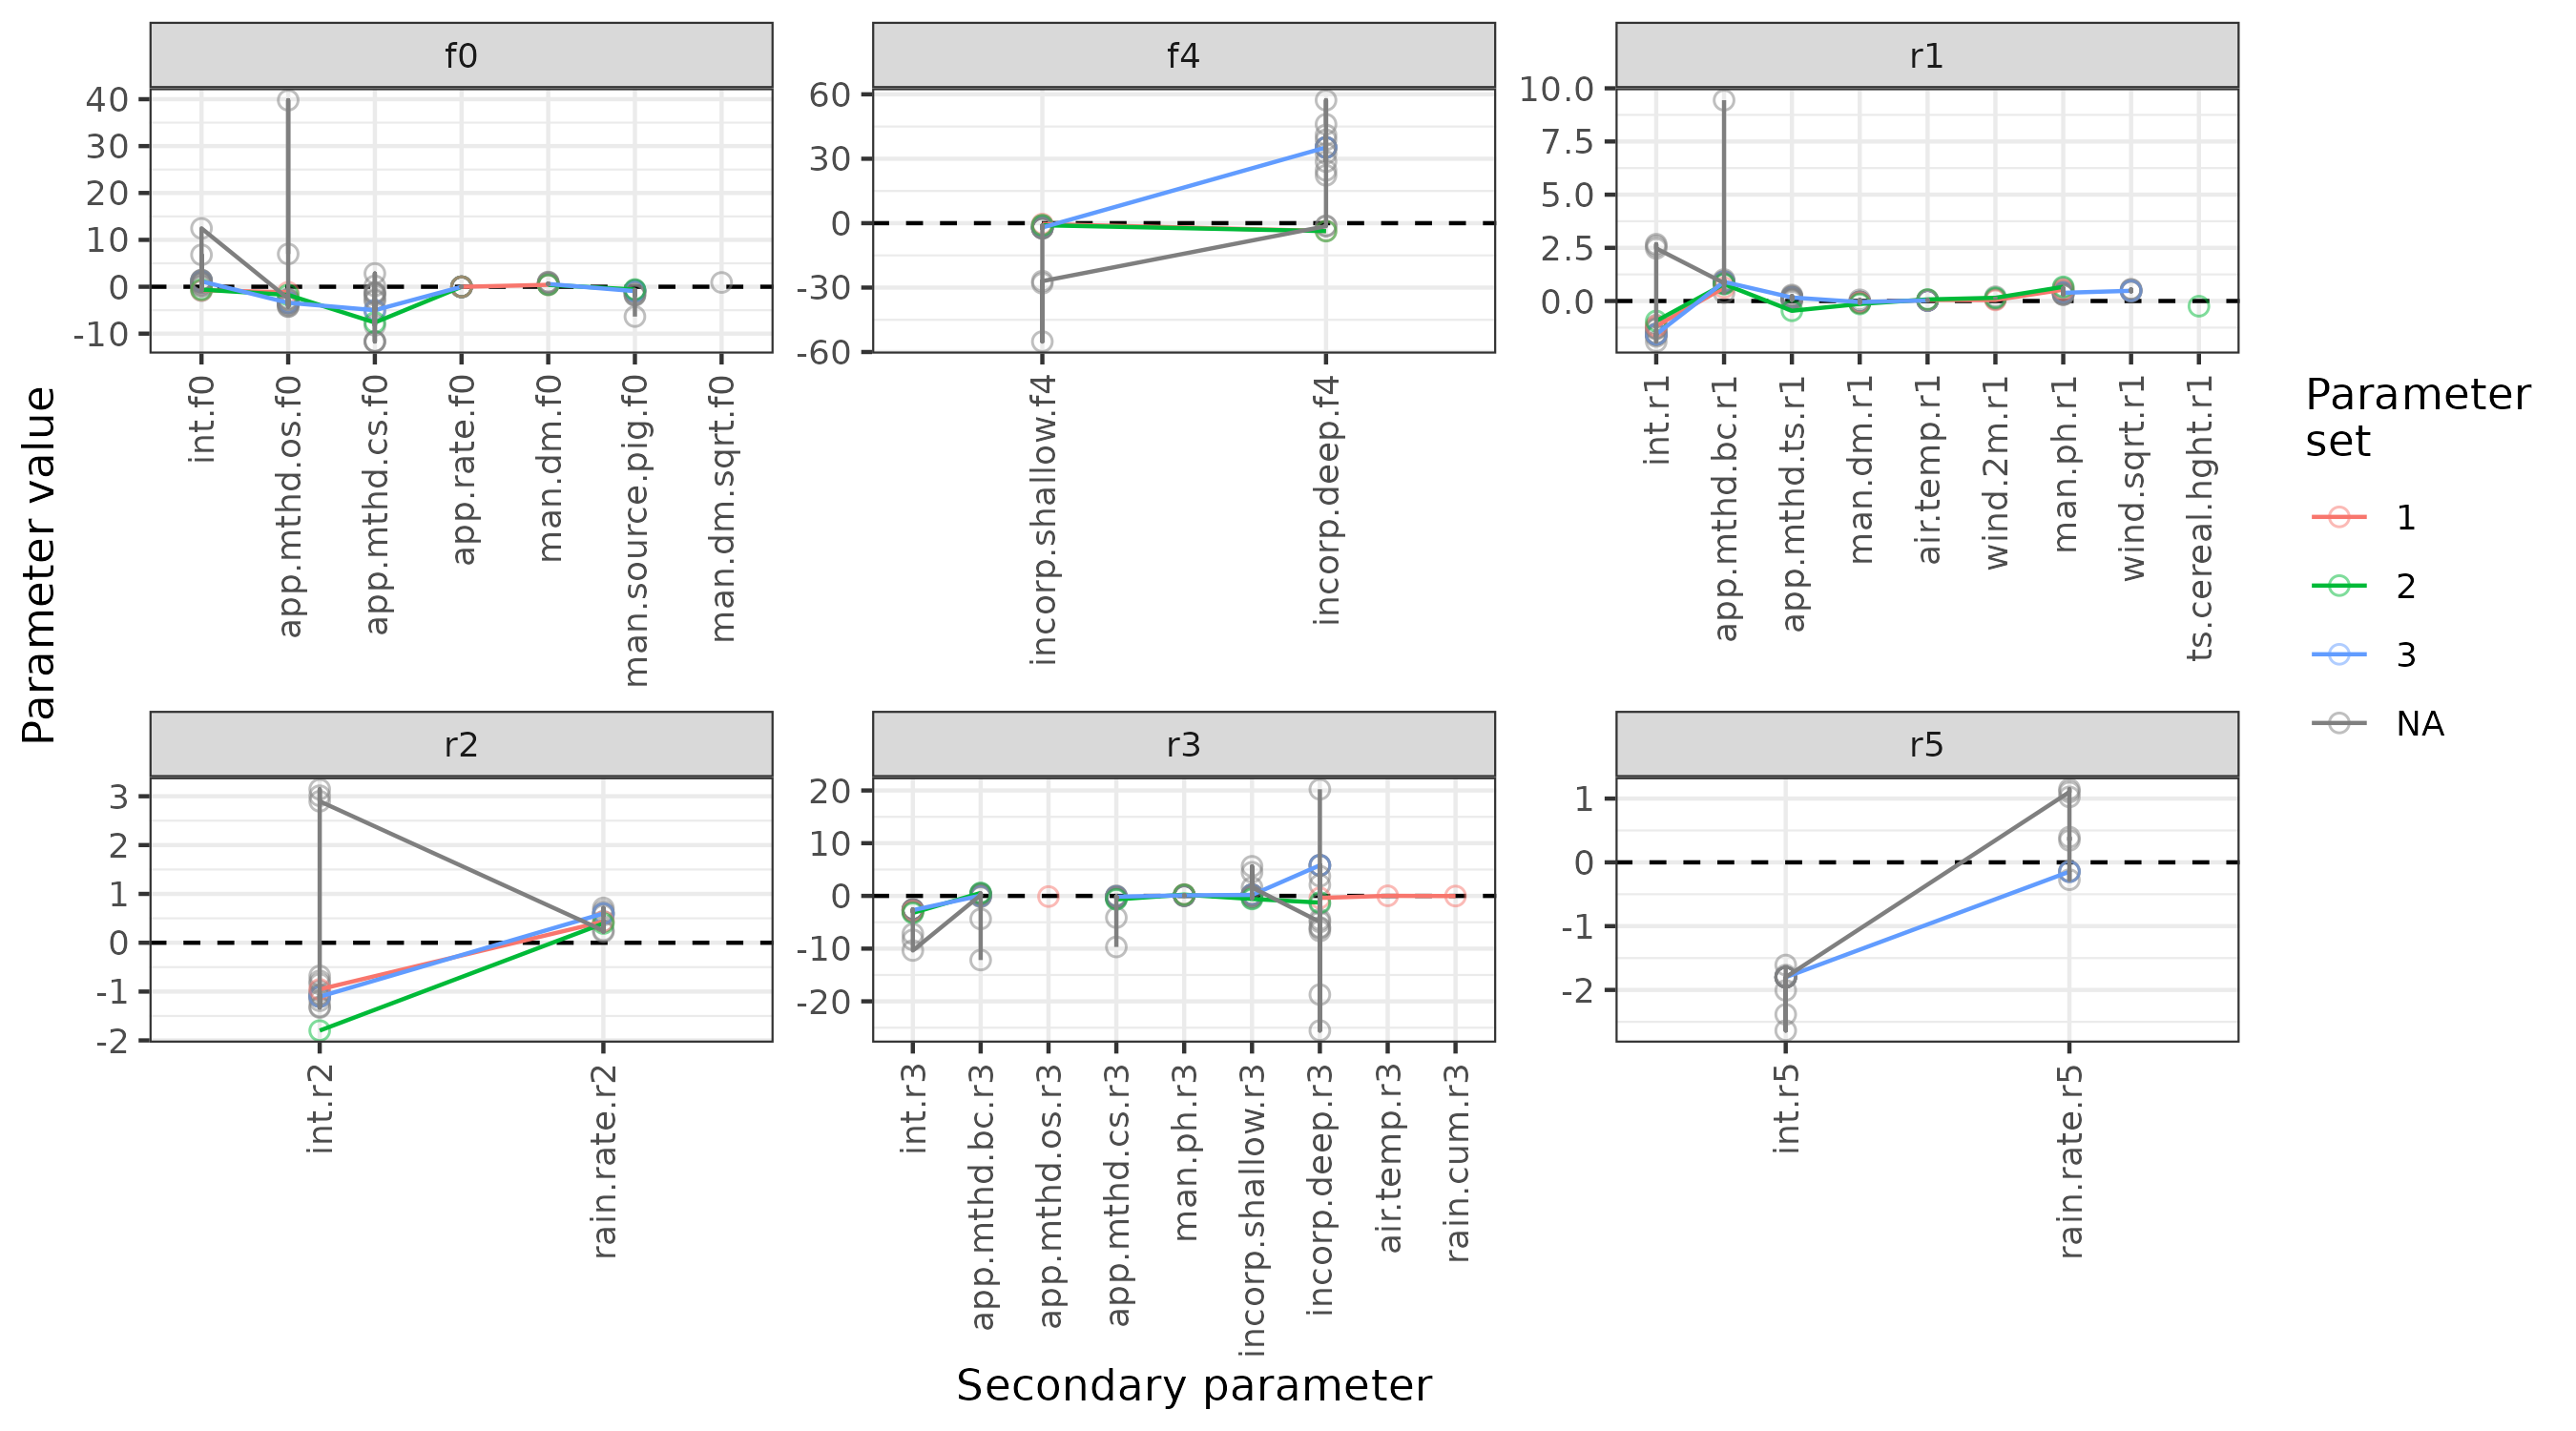 f0
f4
r1
40
30
20
10
0
-10
60
30
0
-30
-60
10.0
7.5
5.0
2.5
0.0
int.f0
app.mthd.os.f0
app.mthd.cs.f0
app.rate.f0
man.dm.f0
man.source.pig.f0
man.dm.sqrt.f0
incorp.shallow.f4
incorp.deep.f4
int.r1
app.mthd.bc.r1
app.mthd.ts.r1
man.dm.r1
air.temp.r1
wind.2m.r1
man.ph.r1
wind.sqrt.r1
ts.cereal.hght.r1
Parameter value
Parameter
set
1
2
3
NA
r2
r3
r5
3
2
1
0
-1
-2
20
10
0
-10
-20
1
0
-1
-2
int.r2
rain.rate.r2
int.r3
app.mthd.bc.r3
app.mthd.os.r3
app.mthd.cs.r3
man.ph.r3
incorp.shallow.r3
incorp.deep.r3
air.temp.r3
rain.cum.r3
int.r5
rain.rate.r5
Secondary parameter